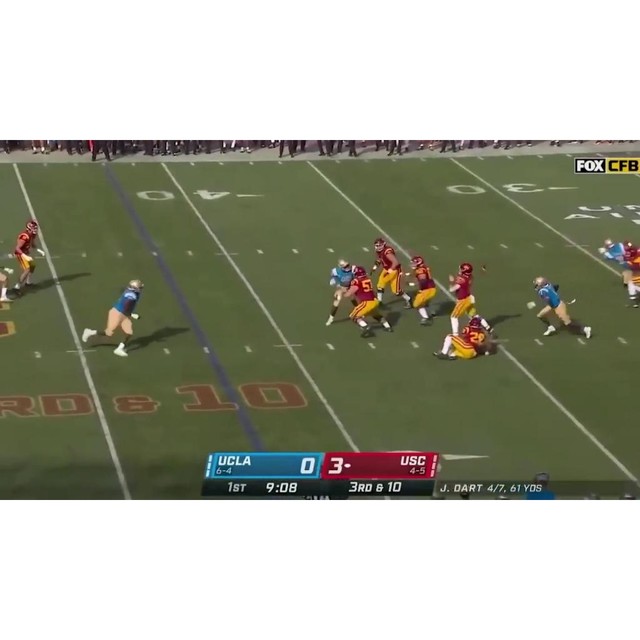 FOX CFB
40
30
RD & 10
UCLA 0 3 USC
6-4 4-5
1ST 9:08 3RD & 10
J. DART 4/7, 61 YDS